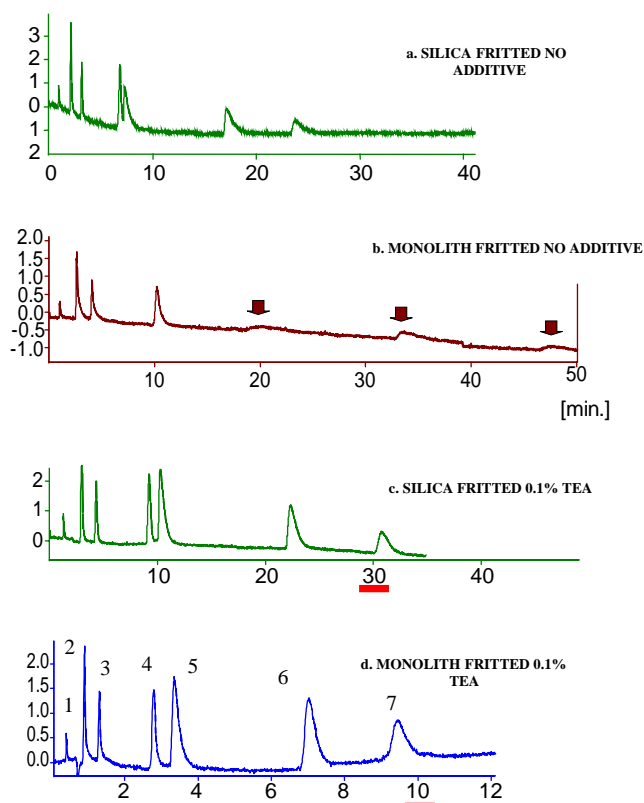 3
2
1
0
1
2
0 10 20 30 40
a. SILICA FRITTED NO
ADDITIVE
2.0
1.5
1.0
0.5
0.0
-0.5
-1.0
10 20 30 40 50
[min.]
b. MONOLITH FRITTED NO ADDITIVE
2
1
0
10 20 30 40
c. SILICA FRITTED 0.1% TEA
2.0
1.5
1.0
0.5
0.0
2 4 6 8 10 12
1 2 3 4 5 6 7
d. MONOLITH FRITTED 0.1%
TEA